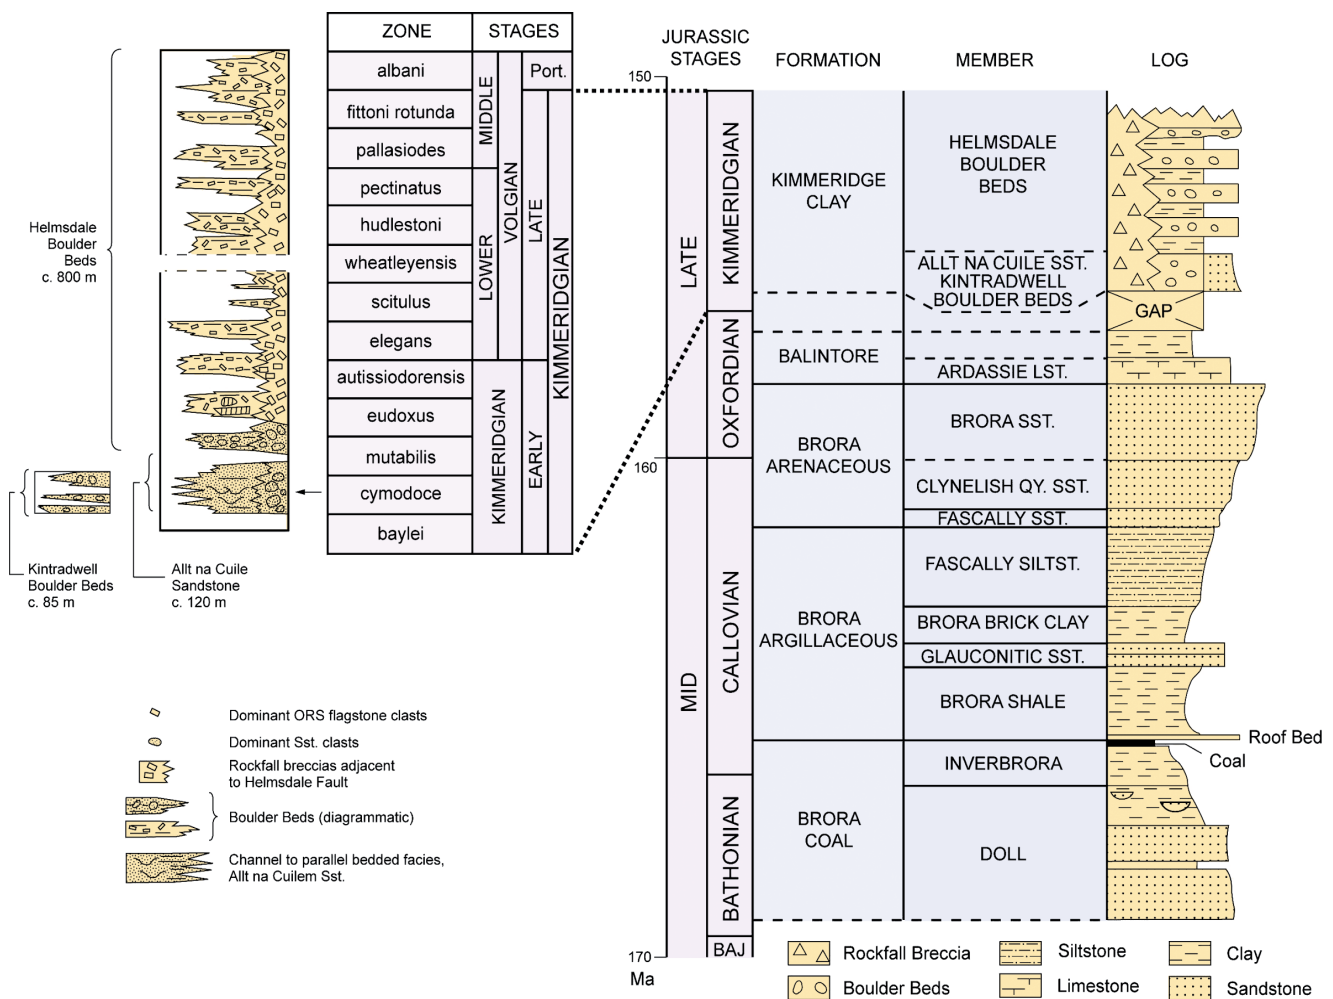 ZONE
STAGES
albani
fittoni rotunda
pallasiodes
pectinatus
hudlestoni
wheatleyensis
scitulus
elegans
autissiodorensis
eudoxus
mutabilis
cymodoce
baylei
MIDDLE
LOWER
KIMMERIDGIAN
VOLGIAN
Port.
LATE
EARLY
KIMMERIDGIAN
Helmsdale
Boulder
Beds
c. 800 m
Kintradwell
Boulder Beds
c. 85 m
Allt na Cuile
Sandstone
c. 120 m
Dominant ORS flagstone clasts
Dominant Sst. clasts
Rockfall breccias adjacent
to Helmsdale Fault
Boulder Beds (diagrammatic)
Channel to parallel bedded facies,
Allt na Cuilem Sst.
JURASSIC
STAGES
FORMATION
MEMBER
LOG
150
160
170
Ma
LATE
MID
KIMMERIDGIAN
OXFORDIAN
CALLOVIAN
BATHONIAN
BAJ
KIMMERIDGE
CLAY
BALINTORE
BRORA
ARENACEOUS
BRORA
ARGILLACEOUS
BRORA
COAL
HELMSDALE
BOULDER
BEDS
ALLT NA CUILE SST.
KINTRADWELL
BOULDER BEDS
ARDASSIE LST.
BRORA SST.
CLYNELISH QY. SST.
FASCALLY SST.
FASCALLY SILTST.
BRORA BRICK CLAY
GLAUCONITIC SST.
BRORA SHALE
INVERBRORA
DOLL
GAP
Roof Bed
Coal
Rockfall Breccia
Siltstone
Clay
Boulder Beds
Limestone
Sandstone